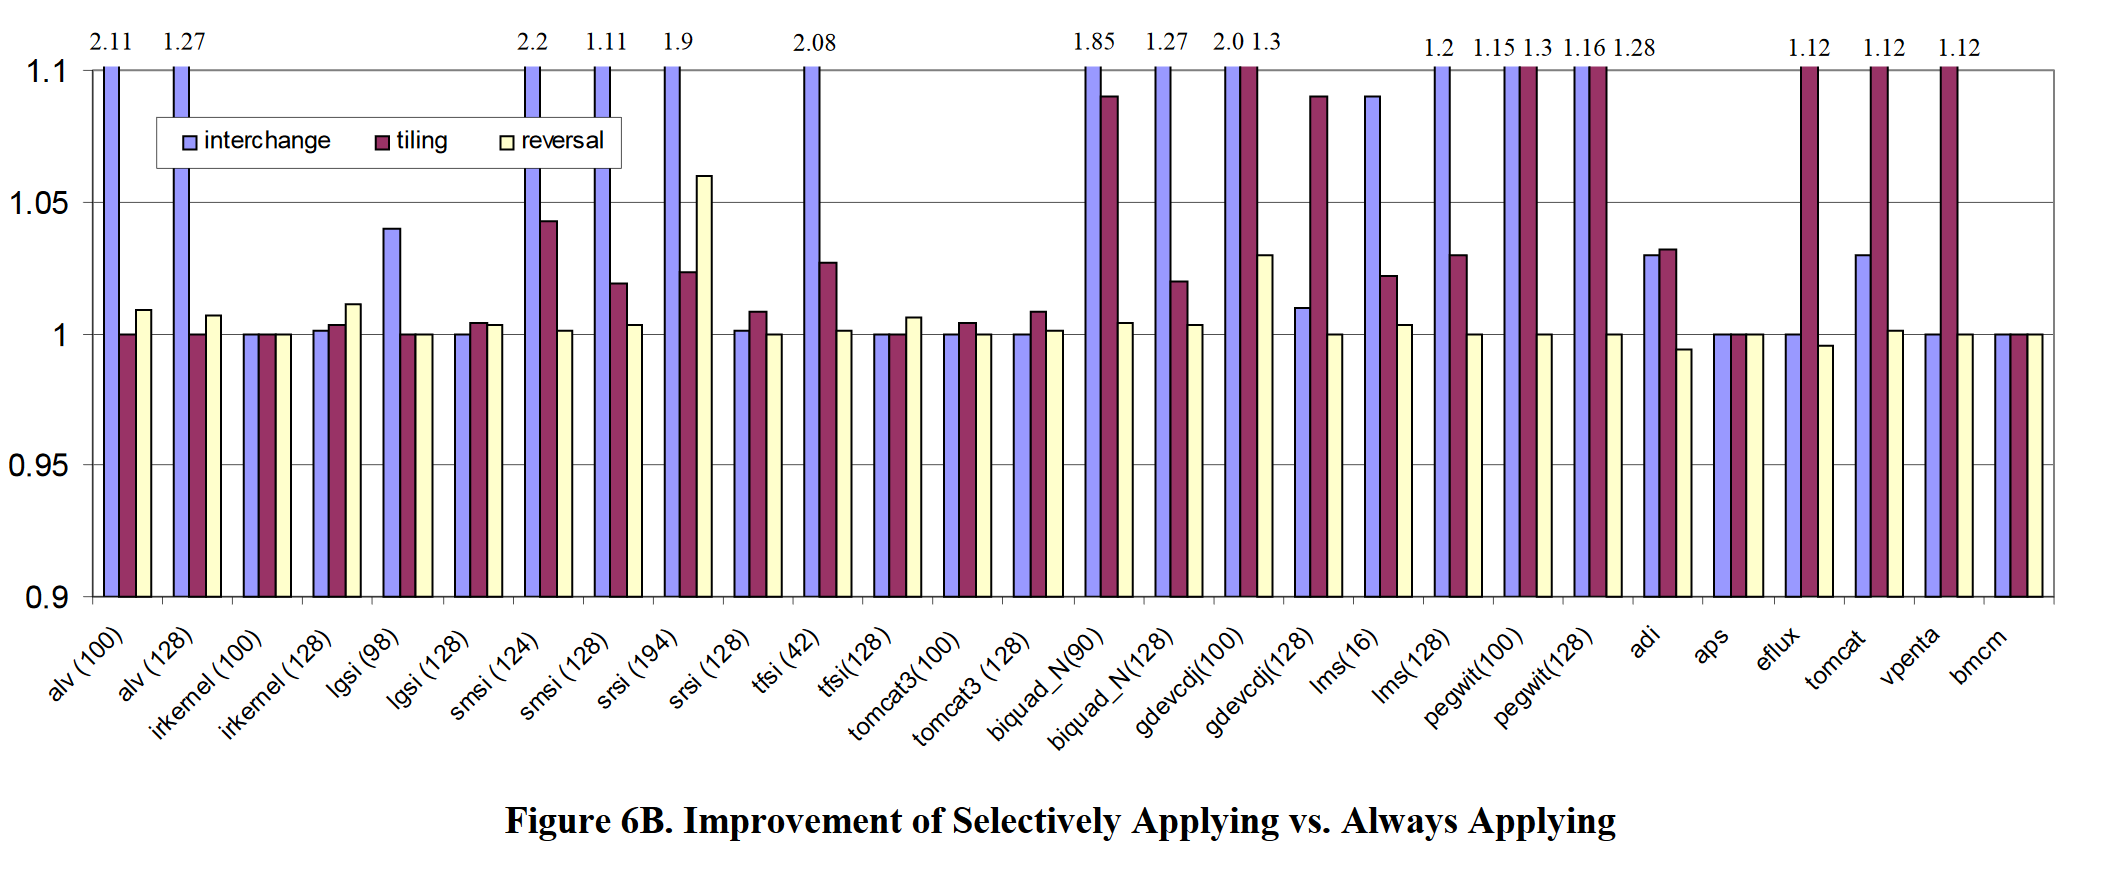 2.11 1.27 2.2 1.11 1.9 2.08 1.85 1.27 2.0 1.3 1.2 1.15 1.3 1.16 1.28 1.12 1.12 1.12
1.1
interchange tiling reversal
1.05
1
0.95
0.9
alv (100)
alv (128)
irkernel (100)
irkernel (128)
lgsi (98)
lgsi (128)
smsi (124)
smsi (128)
srsi (194)
srsi (128)
tfsi (42)
tfsi(128)
tomcat3(100)
tomcat3 (128)
biquad_N(90)
biquad_N(128)
gdevcdj(100)
gdevcdj(128)
lms(16)
lms(128)
pegwit(100)
pegwit(128)
adi
aps
eflux
tomcat
vpenta
bmcm
Figure 6B. Improvement of Selectively Applying vs. Always Applying